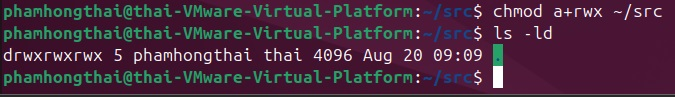 phamhongthai@thai-VMware-Virtual-Platform:~/src$ chmod a+rwx ~/src
phamhongthai@thai-VMware-Virtual-Platform:~/src$ ls -ld
drwxrwxrwx 5 phamhongthai thai 4096 Aug 20 09:09 .
phamhongthai@thai-VMware-Virtual-Platform:~/src$